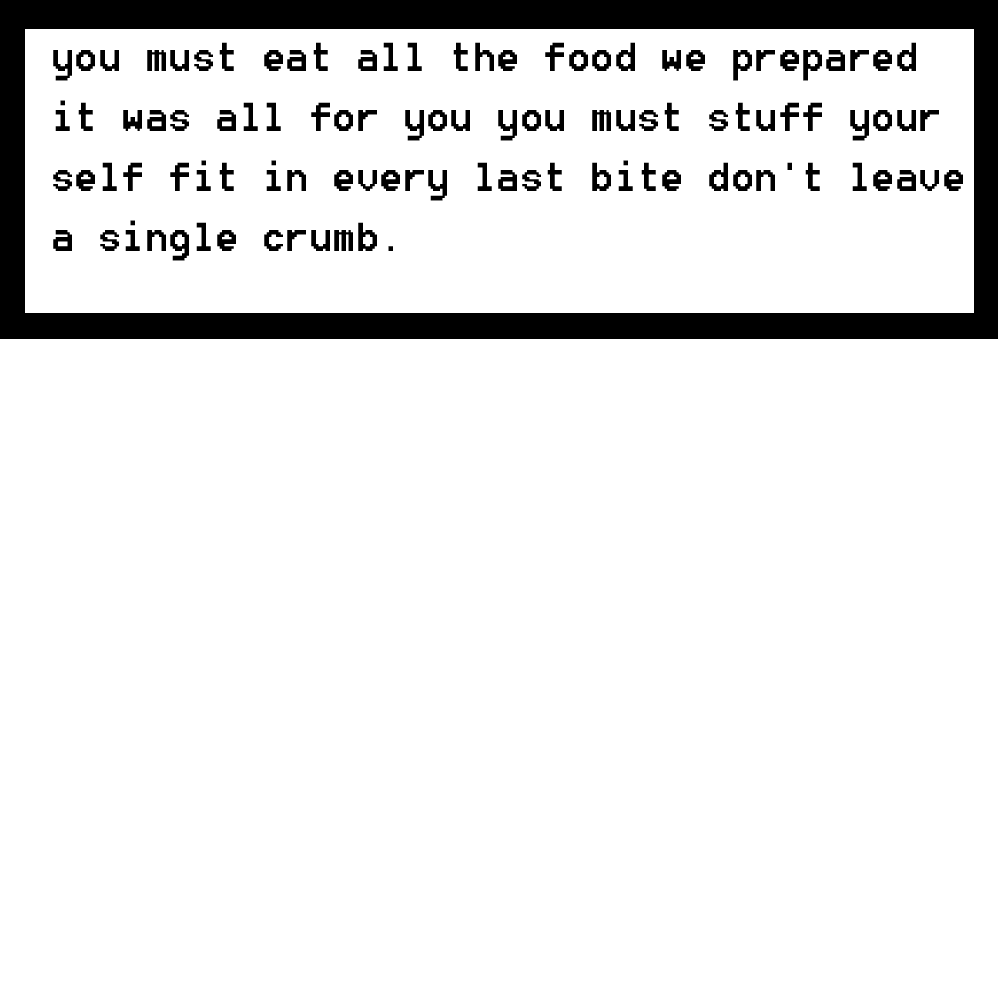 you must eat all the food we prepared
it was all for you you must stuff your
self fit in every last bite don't leave
a single crumb.